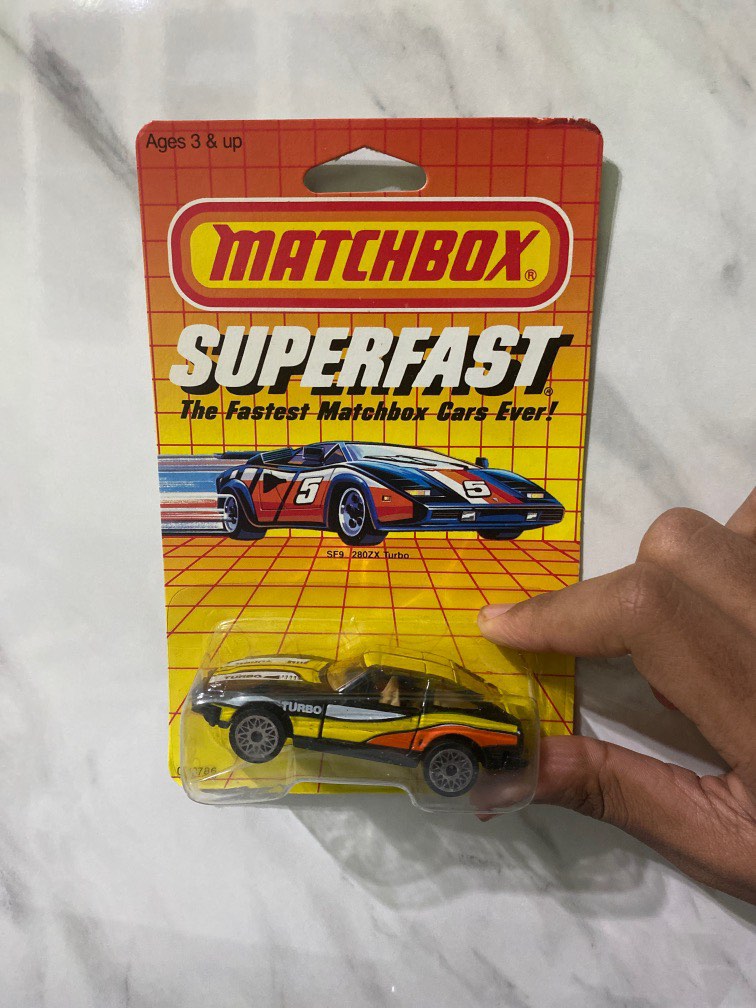 Ages 3 & up
MATCHBOX®
SUPERFAST®
The Fastest Matchbox Cars Ever!
5
5
SF9 280ZX Turbo
TURBO
TURBO